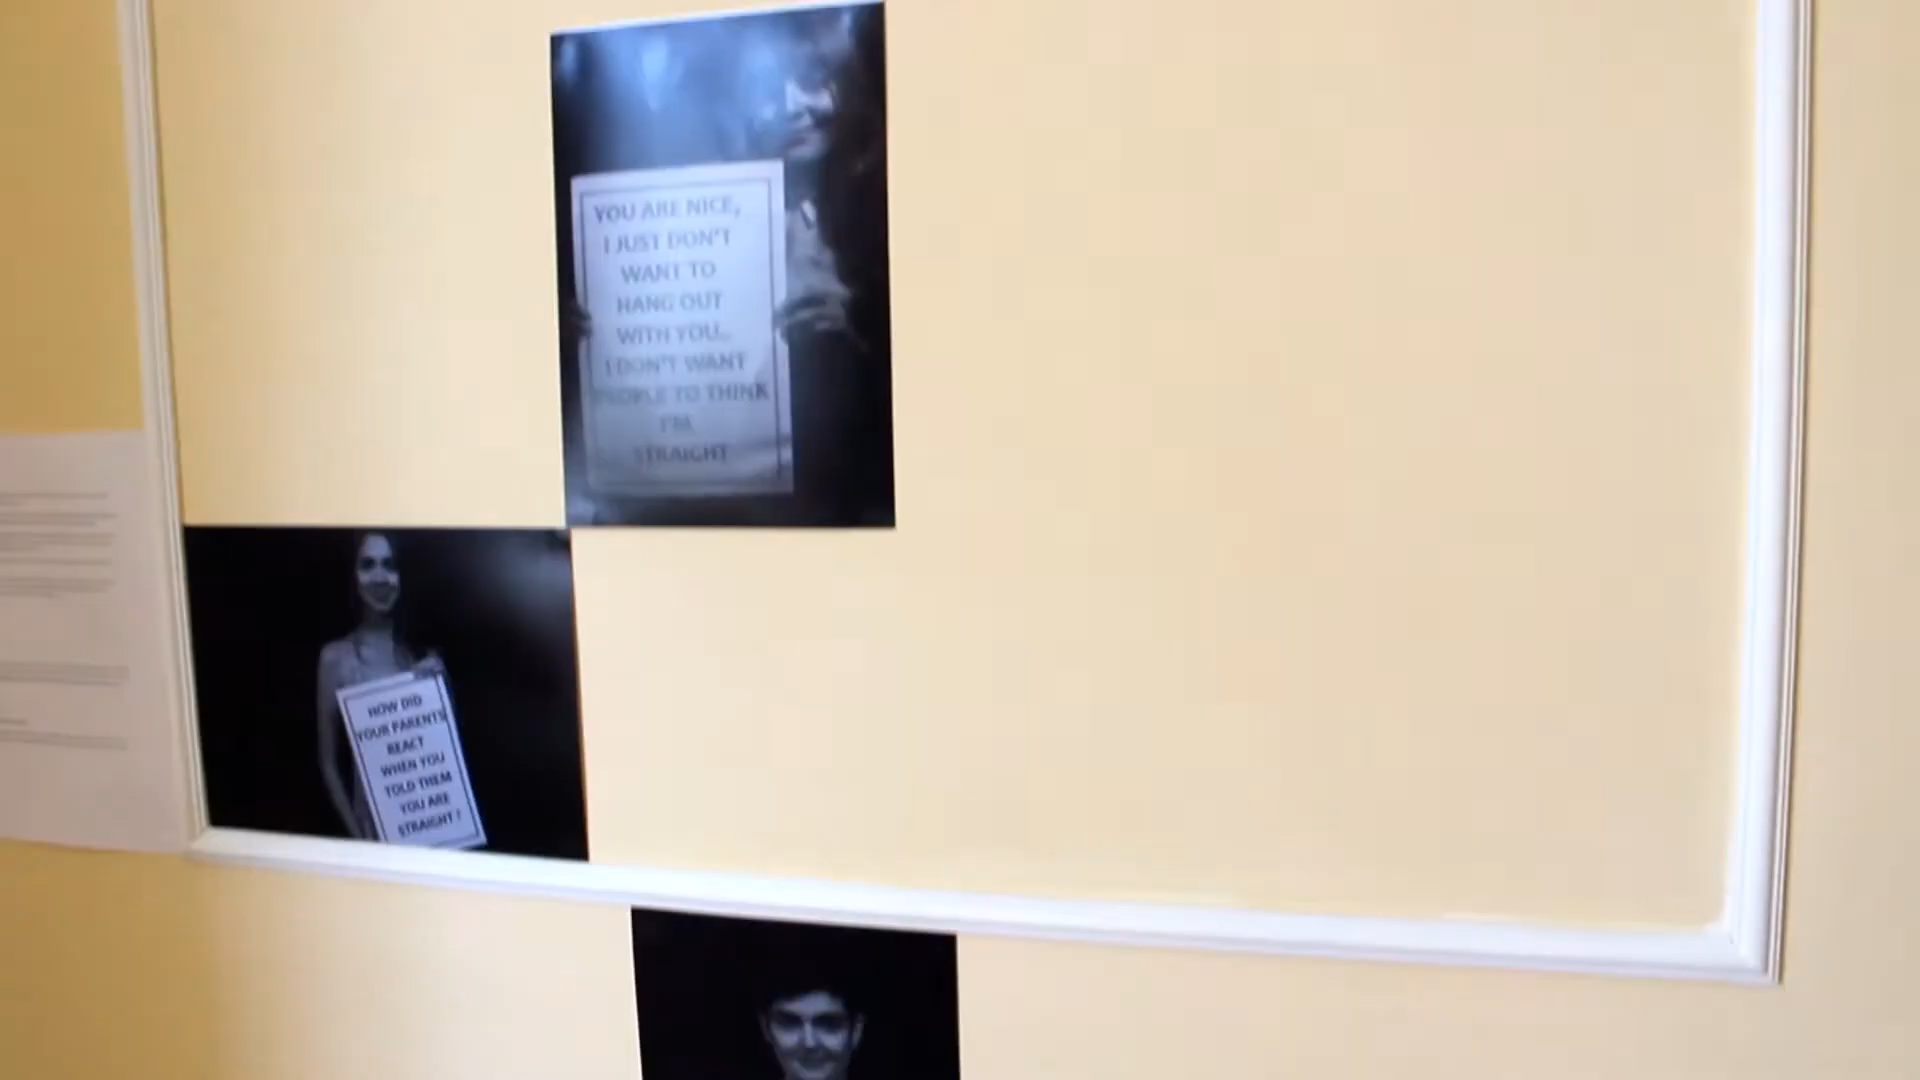 YOU ARE NICE,
I JUST DON'T
WANT TO
HANG OUT
WITH YOU..
I DON'T WANT
PEOPLE TO THINK
I'M
STRAIGHT
HOW DID
YOUR PARENTS
REACT
WHEN YOU
TOLD THEM
YOU ARE
STRAIGHT ?